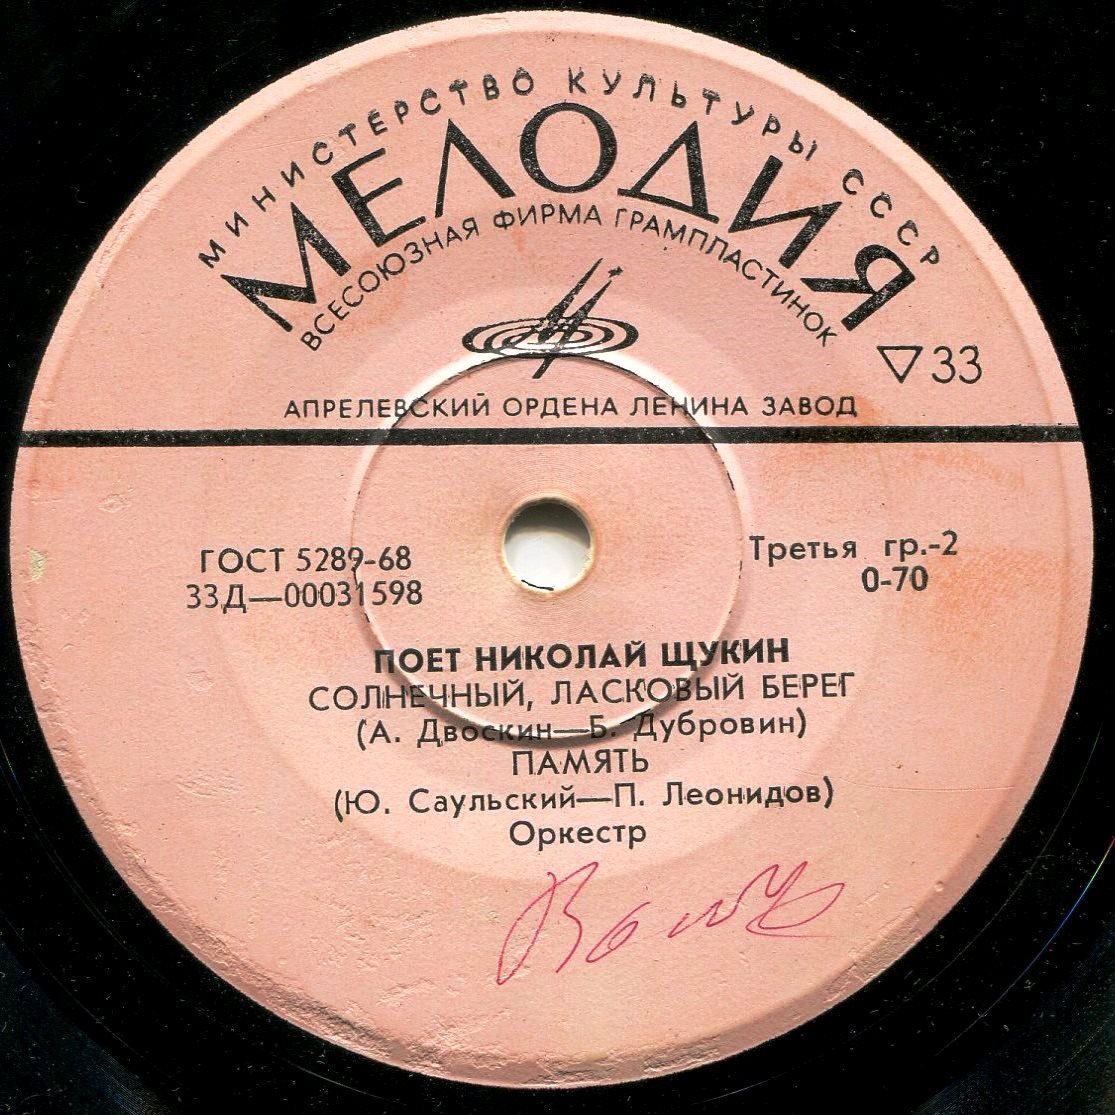 МИНИСТЕРСТВО КУЛЬТУРЫ СССР
МЕЛОДИЯ
ВСЕСОЮЗНАЯ ФИРМА ГРАМПЛАСТИНОК
33
АПРЕЛЕВСКИЙ ОРДЕНА ЛЕНИНА ЗАВОД
ГОСТ 5289-68
33Д—00031598
Третья гр.-2
0-70
ПОЕТ НИКОЛАЙ ЩУКИН
СОЛНЕЧНЫЙ, ЛАСКОВЫЙ БЕРЕГ
(А. Двоскин—Б. Дубровин)
ПАМЯТЬ
(Ю. Саульский—П. Леонидов)
Оркестр